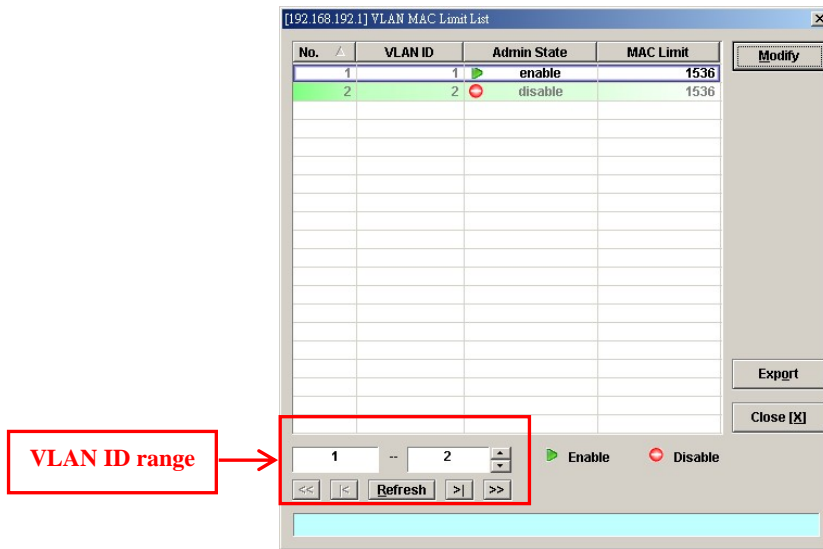 [192.168.192.1] VLAN MAC Limit List
No. VLAN ID Admin State MAC Limit
1 1 enable 1536
2 2 disable 1536
Modify
Export
Close [X]
VLAN ID range
1 -- 2
Enable Disable
<< |< Refresh >| >>